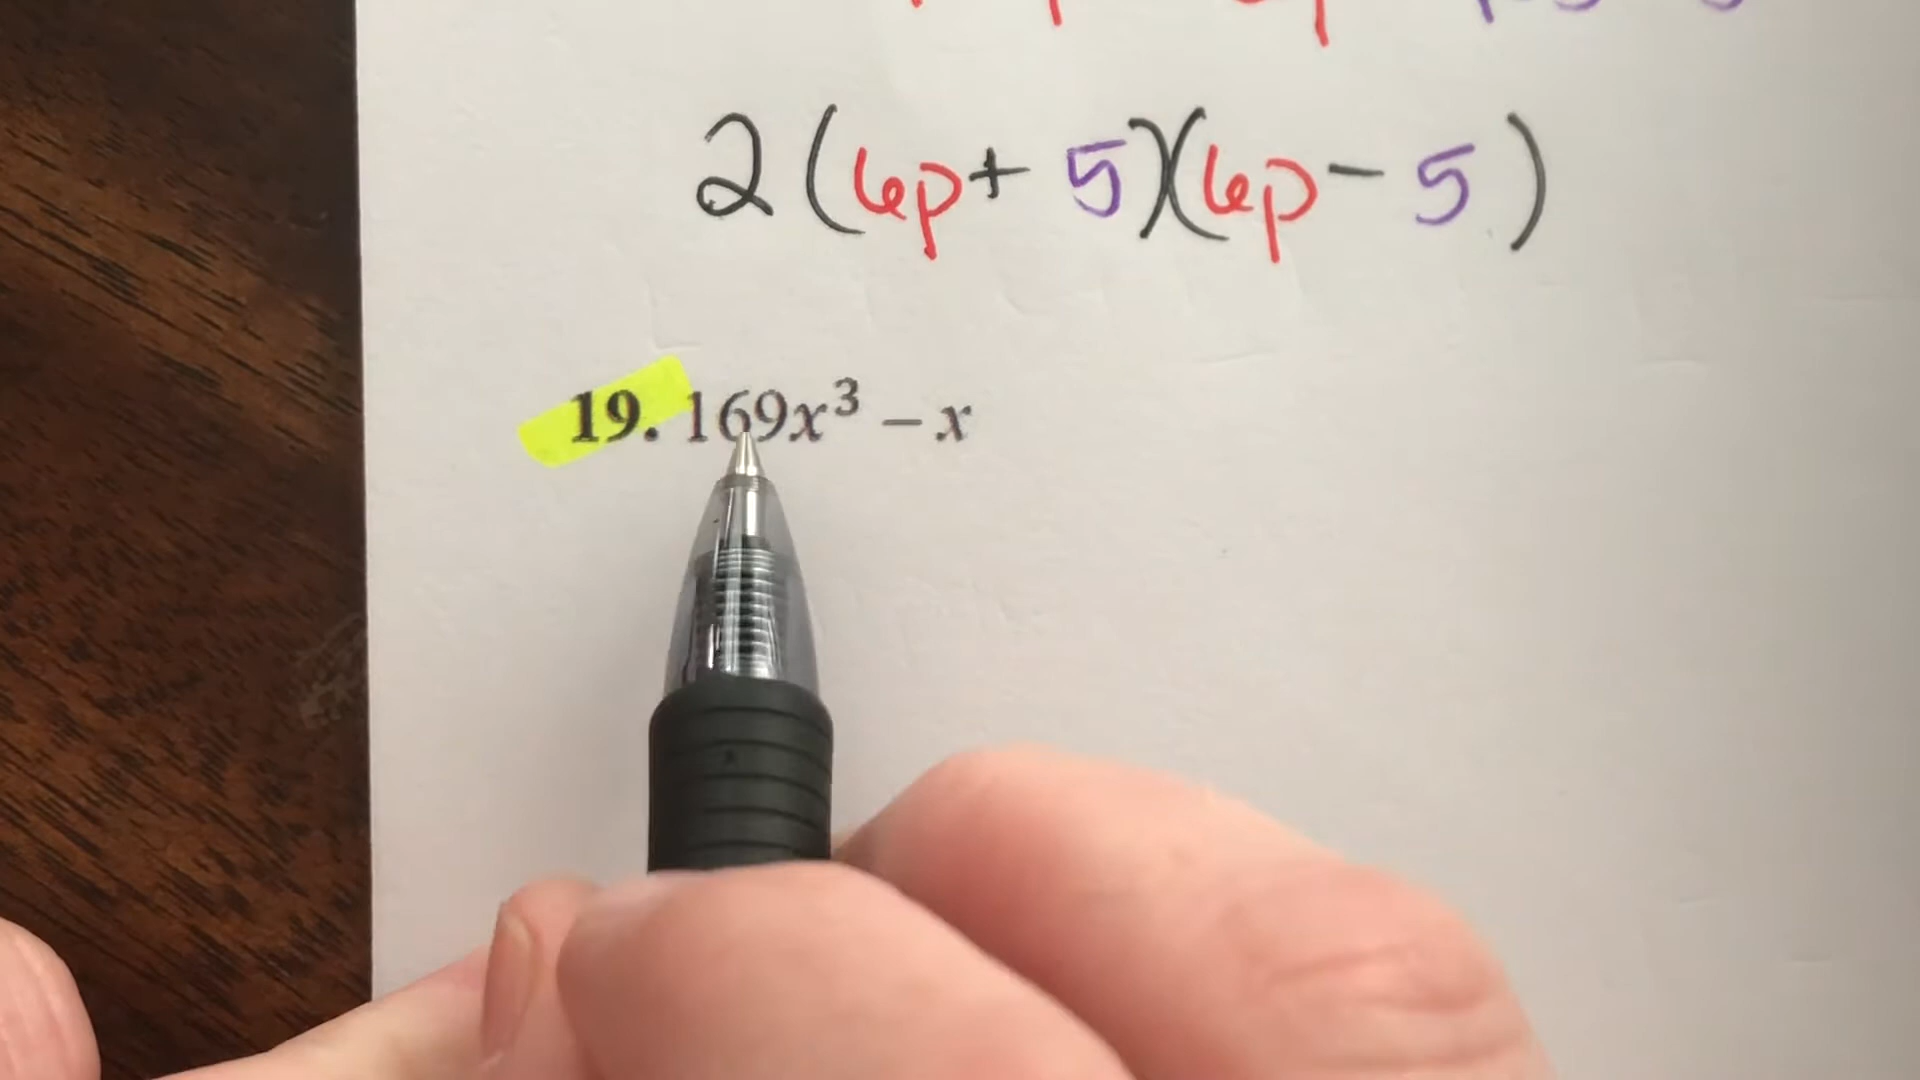 2(6p+5)(6p-5)
19. 169x³ – x